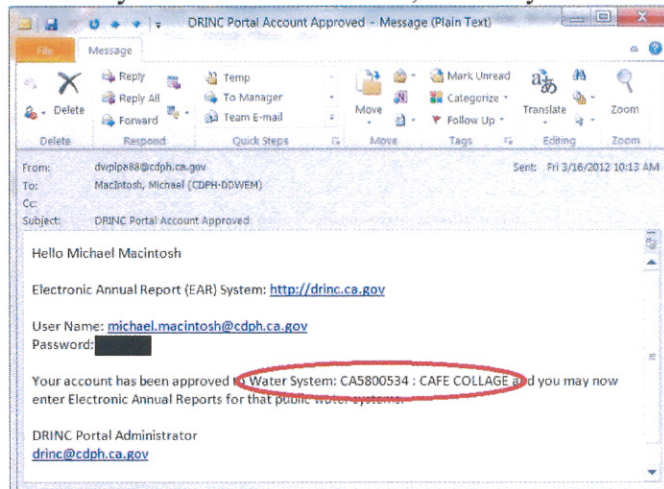 DRINC Portal Account Approved - Message (Plain Text)
File Message
Delete
Reply
Reply All
Forward
Temp
To Manager
Team E-mail
Move
Mark Unread
Categorize
Follow Up
Translate
Zoom
Delete Respond Quick Steps Move Tags Editing Zoom
From: dwpipa88@cdph.ca.gov Sent: Fri 3/16/2012 10:13 AM
To: MacIntosh, Michael (CDPH-DDWEM)
Cc:
Subject: DRINC Portal Account Approved
Hello Michael Macintosh
Electronic Annual Report (EAR) System: http://drinc.ca.gov
User Name: michael.macintosh@cdph.ca.gov
Password:
Your account has been approved to Water System: CA5800534 : CAFE COLLAGE and you may now
enter Electronic Annual Reports for that public water systems.
DRINC Portal Administrator
drinc@cdph.ca.gov